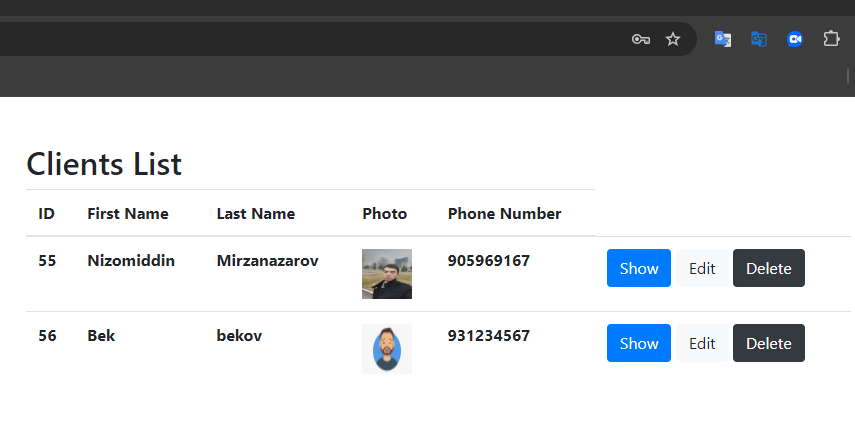 Clients List
ID First Name Last Name Photo Phone Number
55 Nizomiddin Mirzanazarov 905969167 Show Edit Delete
56 Bek bekov 931234567 Show Edit Delete